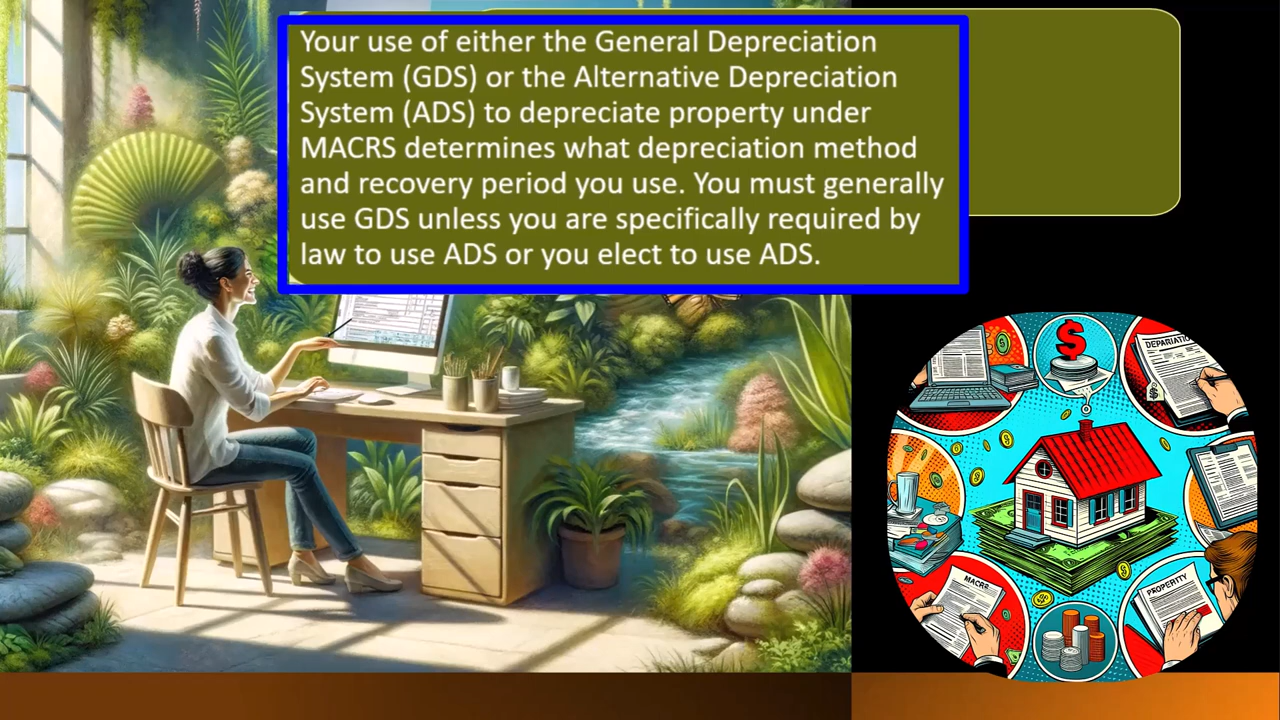 Your use of either the General Depreciation
System (GDS) or the Alternative Depreciation
System (ADS) to depreciate property under
MACRS determines what depreciation method
and recovery period you use. You must generally
use GDS unless you are specifically required by
law to use ADS or you elect to use ADS.
$
DEPARIATIO
MACRS
PROPERITY